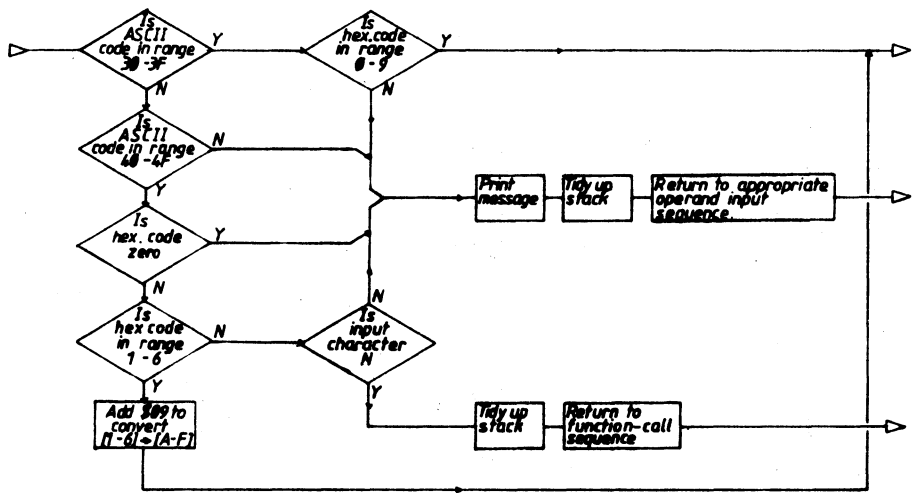 Is
ASCII
code in range
30 - 3F
Y
N
Is
hex.code
in range
0 - 9
Y
N
Is
ASCII
code in range
40 - 4F
N
Y
Print
message
Tidy up
stack
Return to appropriate
operand input
sequence.
Is
hex. code
zero
Y
N
Is
hex code
in range
1 - 6
N
Y
N
Is
input
character
N
Y
Add $09 to
convert
[1-6]→[A-F]
Tidy up
stack
Return to
function-call
sequence